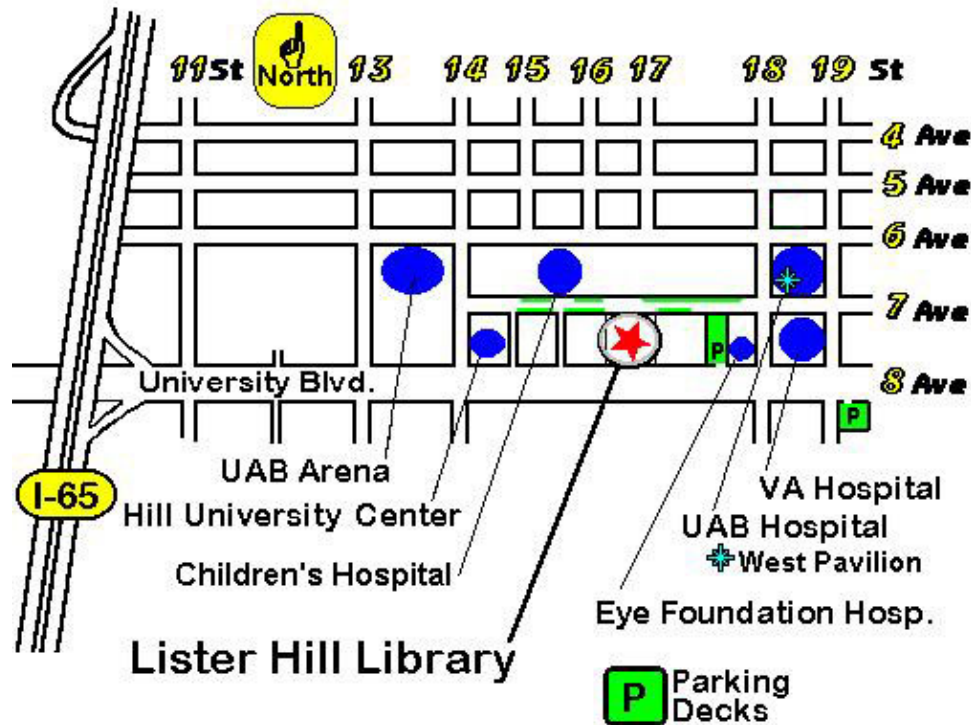 North
11 St 13 14 15 16 17 18 19 St
4 Ave
5 Ave
6 Ave
7 Ave
P
University Blvd.
8 Ave
P
UAB Arena
I-65
VA Hospital
Hill University Center
UAB Hospital
West Pavilion
Children's Hospital
Eye Foundation Hosp.
Lister Hill Library
P Parking
Decks